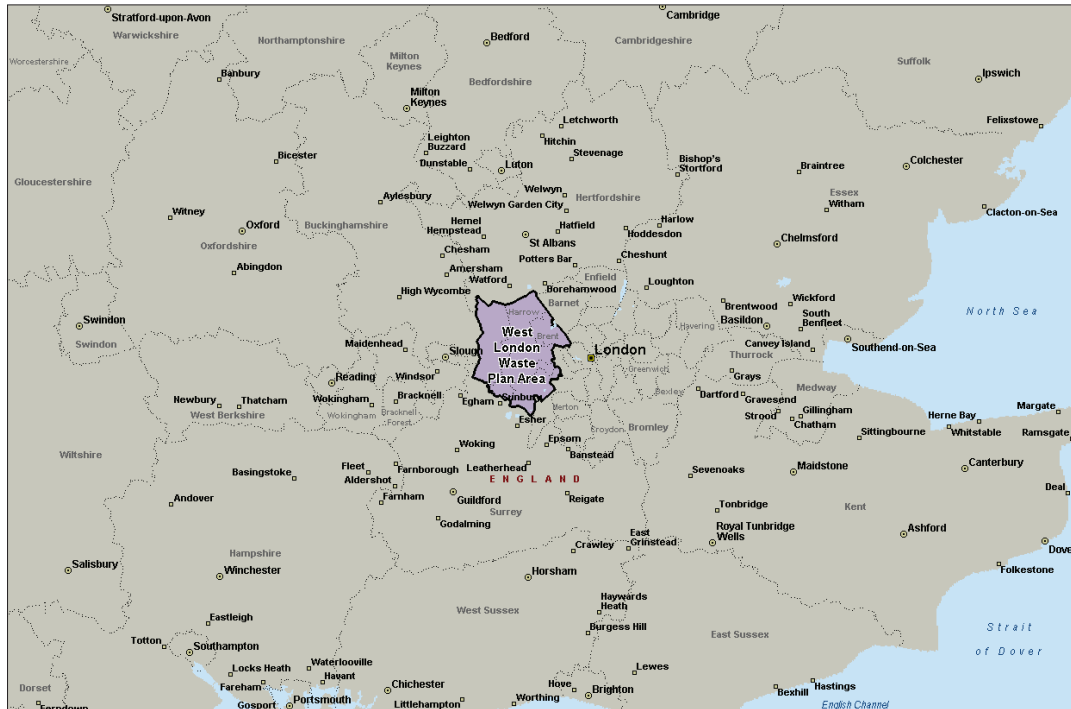 Stratford-upon-Avon
Cambridge
Warwickshire
Northamptonshire
Bedford
Cambridgeshire
Milton
Keynes
Worcestershire
Suffolk
Banbury
Bedfordshire
Ipswich
Milton
Keynes
Letchworth
Felixstowe
Leighton
Buzzard
Hitchin
Stevenage
Bicester
Dunstable
Luton
Bishop's
Stortford
Braintree
Colchester
Gloucestershire
Aylesbury
Welwyn
Hertfordshire
Essex
Witham
Witney
Welwyn Garden City
Clacton-on-Sea
Buckinghamshire
Hemel
Hempstead
Hatfield
Harlow
Oxford
Hoddesdon
Oxfordshire
St Albans
Chelmsford
Chesham
Potters Bar
Cheshunt
Abingdon
Amersham
Watford
Enfield
Loughton
High Wycombe
Borehamwood
Barnet
Brentwood
Wickford
North Sea
Harrow
South
Benfleet
Swindon
Havering
Basildon
West
London
Waste
Plan Area
Brent
Swindon
Maidenhead
Slough
London
Canvey Island
Southend-on-Sea
Thurrock
Windsor
Greenwich
Grays
Reading
Bexley
Medway
Newbury
Thatcham
Wokingham
Bracknell
Egham
Sunbury
Dartford
Gravesend
West Berkshire
Wokingham
Bracknell
Forest
Merton
Strood
Gillingham
Chatham
Herne Bay
Margate
Esher
Croydon
Bromley
Sittingbourne
Whitstable
Ramsgate
Wiltshire
Woking
Epsom
Banstead
Basingstoke
Fleet
Farnborough
Leatherhead
Sevenoaks
Maidstone
Canterbury
Aldershot
ENGLAND
Andover
Farnham
Guildford
Reigate
Deal
Surrey
Tonbridge
Kent
Godalming
Royal Tunbridge
Wells
Ashford
Crawley
East
Grinstead
Dove
Hampshire
Salisbury
Winchester
Horsham
Folkestone
Haywards
Heath
West Sussex
Eastleigh
Burgess Hill
East Sussex
Strait
of Dover
Totton
Southampton
Locks Heath
Waterlooville
Lewes
Dorset
Fareham
Havant
Chichester
Hove
Brighton
Bexhill
Hastings
Gosport
Portsmouth
Littlehampton
Worthing
English Channel